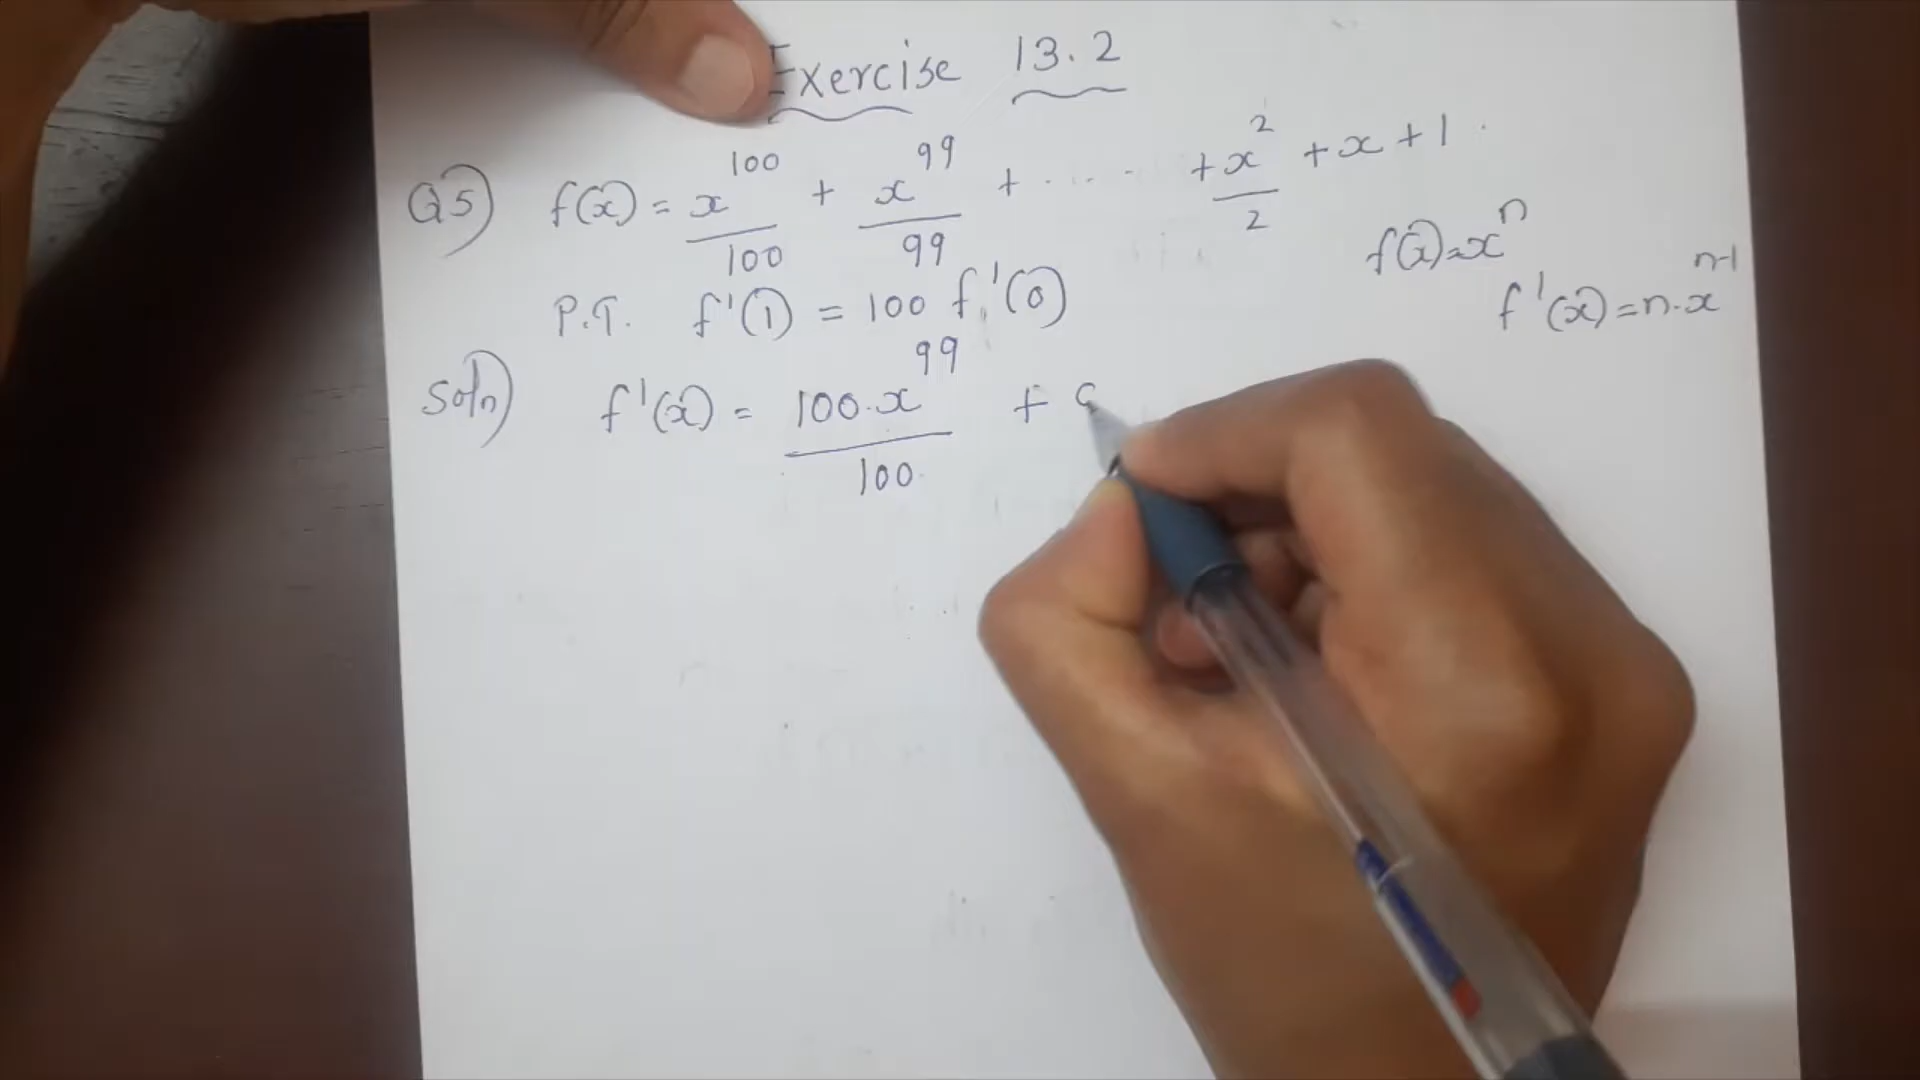 Exercise 13.2
Q5) f(x) = x^100/100 + x^99/99 + ..... + x^2/2 + x + 1.
f(x) = x^n
P.T. f'(1) = 100 f'(0)
f'(x) = n.x^n-1
Soln) f'(x) = 100.x^99/100 +